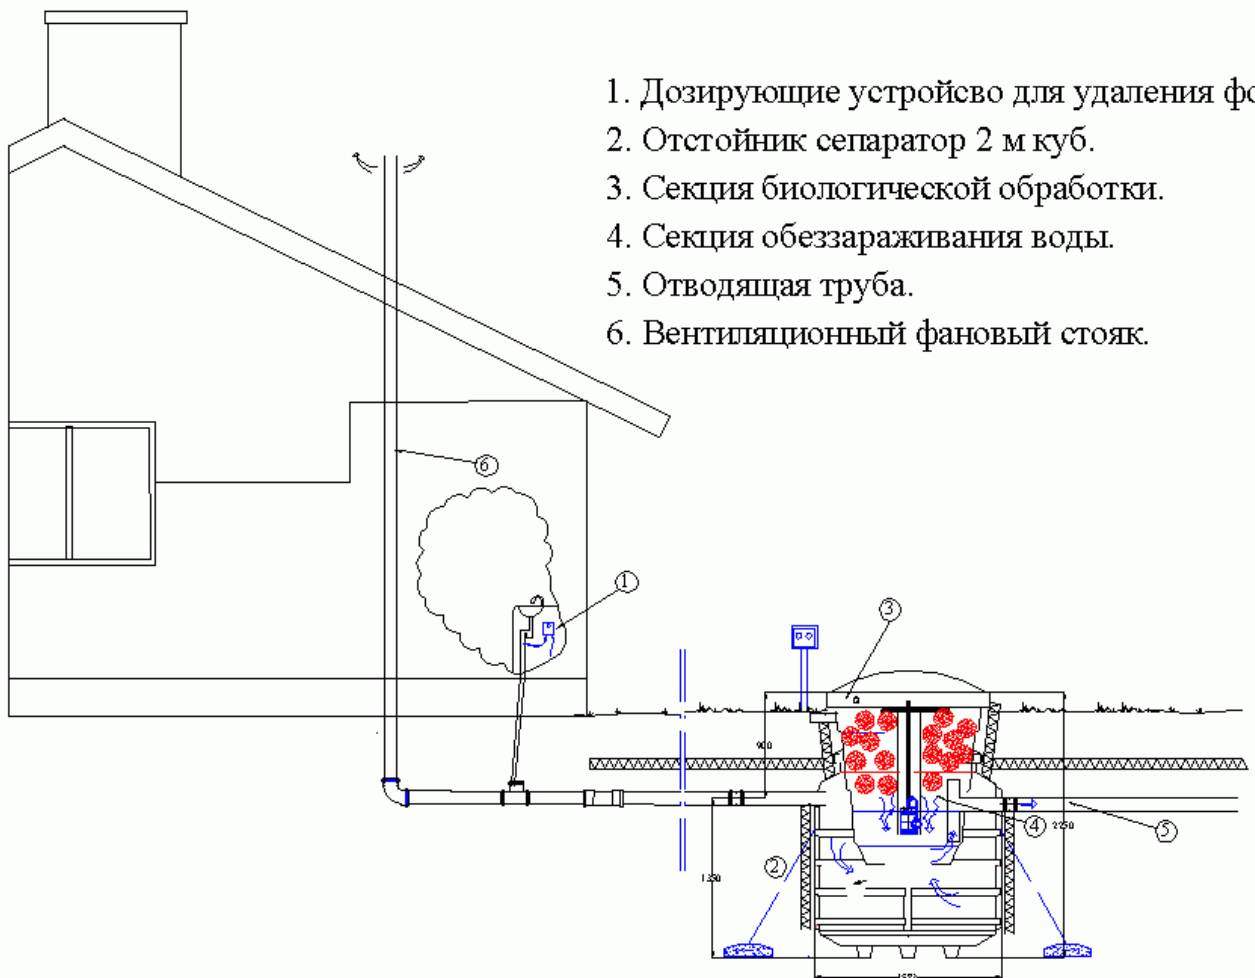 1. Дозирующие устройсво для удаления фо
2. Отстойник сепаратор 2 м куб.
3. Секция биологической обработки.
4. Секция обеззараживания воды.
5. Отводящая труба.
6. Вентиляционный фановый стояк.
6
1
3
900
4
2250
5
2
1350